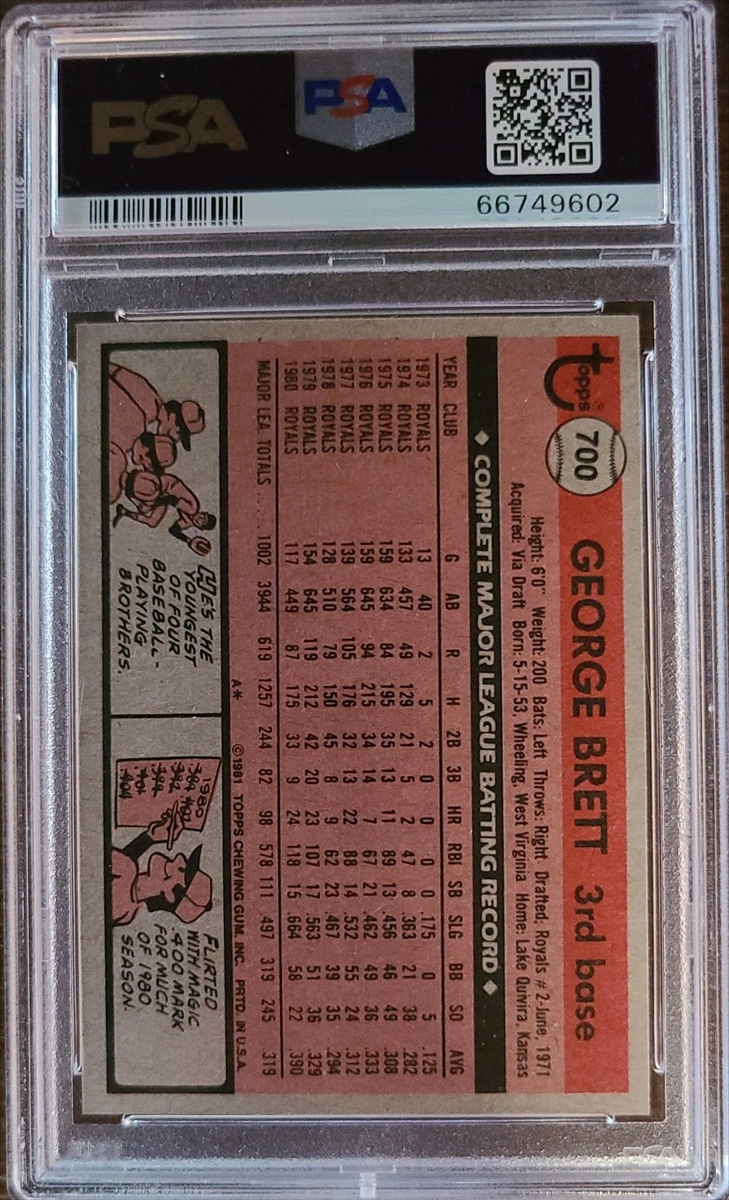 PSA
PSA
66749602
topps®
700
GEORGE BRETT 3rd base
Height: 6'0" Weight: 200 Bats: Left Throws: Right Drafted: Royals #2-June, 1971
Acquired: Via Draft Born: 5-15-53, Wheeling, West Virginia Home: Lake Quivira, Kansas
◆ COMPLETE MAJOR LEAGUE BATTING RECORD ◆
YEAR CLUB G AB R H 2B 3B HR RBI SB SLG BB SO AVG
1973 ROYALS 13 40 2 5 2 0 0 0 0 .175 0 5 .125
1974 ROYALS 133 457 49 129 21 5 2 47 8 .363 21 38 .282
1975 ROYALS 159 634 84 195 35 13 11 89 13 .456 46 49 .308
1976 ROYALS 159 645 94 215 34 14 7 67 21 .462 49 36 .333
1977 ROYALS 139 564 105 176 32 13 22 88 14 .532 55 24 .312
1978 ROYALS 128 510 79 150 45 8 9 62 23 .467 39 35 .294
1979 ROYALS 154 645 119 212 42 20 23 107 17 .563 51 36 .329
1980 ROYALS 117 449 87 175 33 9 24 118 15 .664 58 22 .390
MAJOR LEA. TOTALS ..... 1002 3944 619 1257 244 82 98 578 111 .497 319 245 .319
A* ©1981 TOPPS CHEWING GUM, INC. PRTD. IN U.S.A.
HE'S THE
YOUNGEST
OF FOUR
BASEBALL-
PLAYING
BROTHERS.
1980
.404
FLIRTED
WITH MAGIC
.400 MARK
FOR MUCH
OF 1980
SEASON.